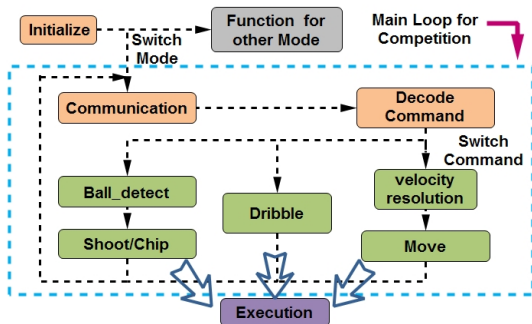 Initialize
Function for
other Mode
Main Loop for
Competition
Switch
Mode
Communication
Decode
Command
Switch
Command
Ball_detect
Dribble
velocity
resolution
Shoot/Chip
Move
Execution